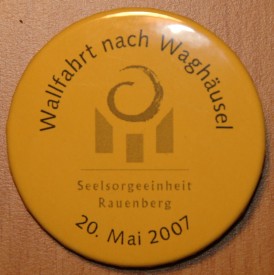 Wallfahrt nach Waghäusel
Seelsorgeeinheit
Rauenberg
20. Mai 2007